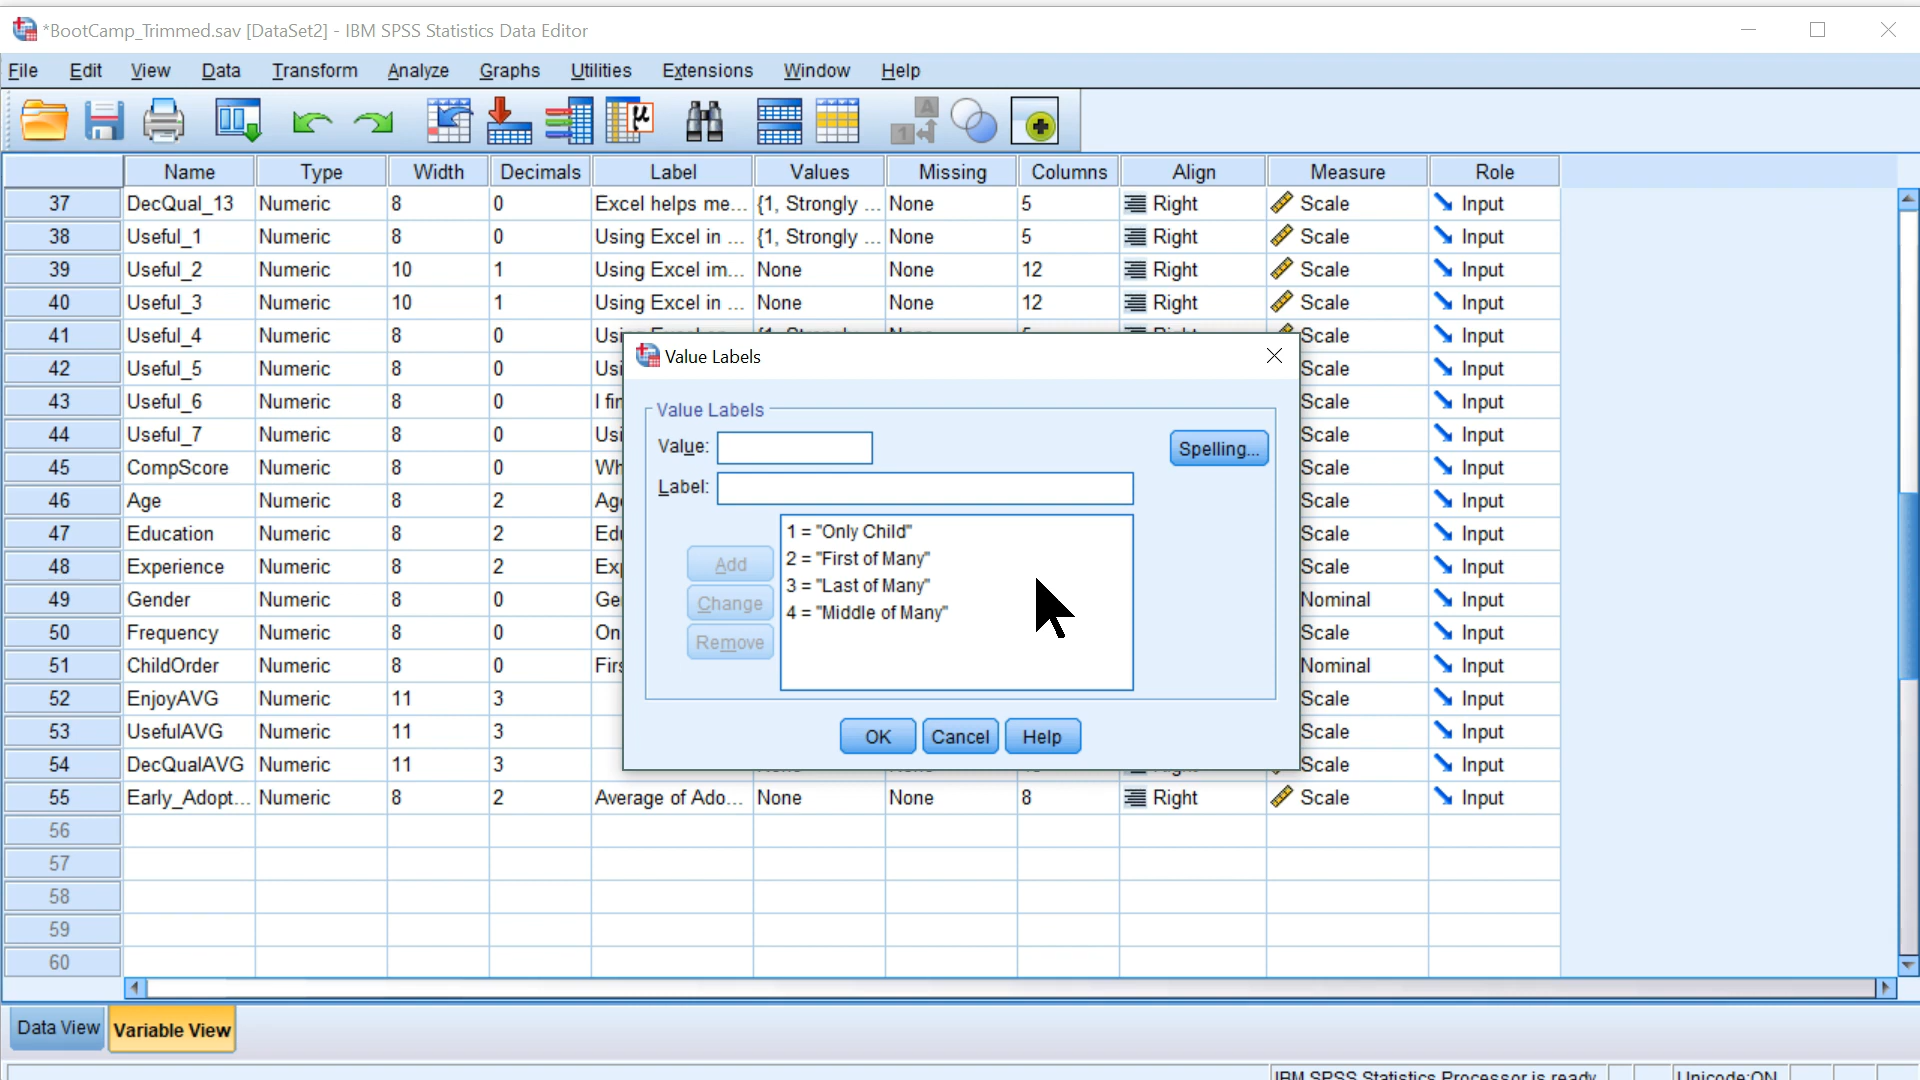 *BootCamp_Trimmed.sav [DataSet2] - IBM SPSS Statistics Data Editor
File Edit View Data Transform Analyze Graphs Utilities Extensions Window Help
Name Type Width Decimals Label Values Missing Columns Align Measure Role
37 DecQual_13 Numeric 8 0 Excel helps me... {1, Strongly ... None 5 Right Scale Input
38 Useful_1 Numeric 8 0 Using Excel in ... {1, Strongly ... None 5 Right Scale Input
39 Useful_2 Numeric 10 1 Using Excel im... None None 12 Right Scale Input
40 Useful_3 Numeric 10 1 Using Excel in ... None None 12 Right Scale Input
41 Useful_4 Numeric 8 0 Scale Input
42 Useful_5 Numeric 8 0 Scale Input
43 Useful_6 Numeric 8 0 I Scale Input
44 Useful_7 Numeric 8 0 Scale Input
45 CompScore Numeric 8 0 Scale Input
46 Age Numeric 8 2 Scale Input
47 Education Numeric 8 2 Scale Input
48 Experience Numeric 8 2 Scale Input
49 Gender Numeric 8 0 Nominal Input
50 Frequency Numeric 8 0 Scale Input
51 ChildOrder Numeric 8 0 Nominal Input
52 EnjoyAVG Numeric 11 3 Scale Input
53 UsefulAVG Numeric 11 3 Scale Input
54 DecQualAVG Numeric 11 3 Scale Input
55 Early_Adopt... Numeric 8 2 Average of Ado... None None 8 Right Scale Input
56
57
58
59
60
Value Labels
Value Labels
Value:
Spelling...
Label:
1 = "Only Child"
2 = "First of Many"
3 = "Last of Many"
4 = "Middle of Many"
Add
Change
Remove
OK Cancel Help
Data View Variable View
IBM SPSS Statistics Processor is ready Unicode:ON